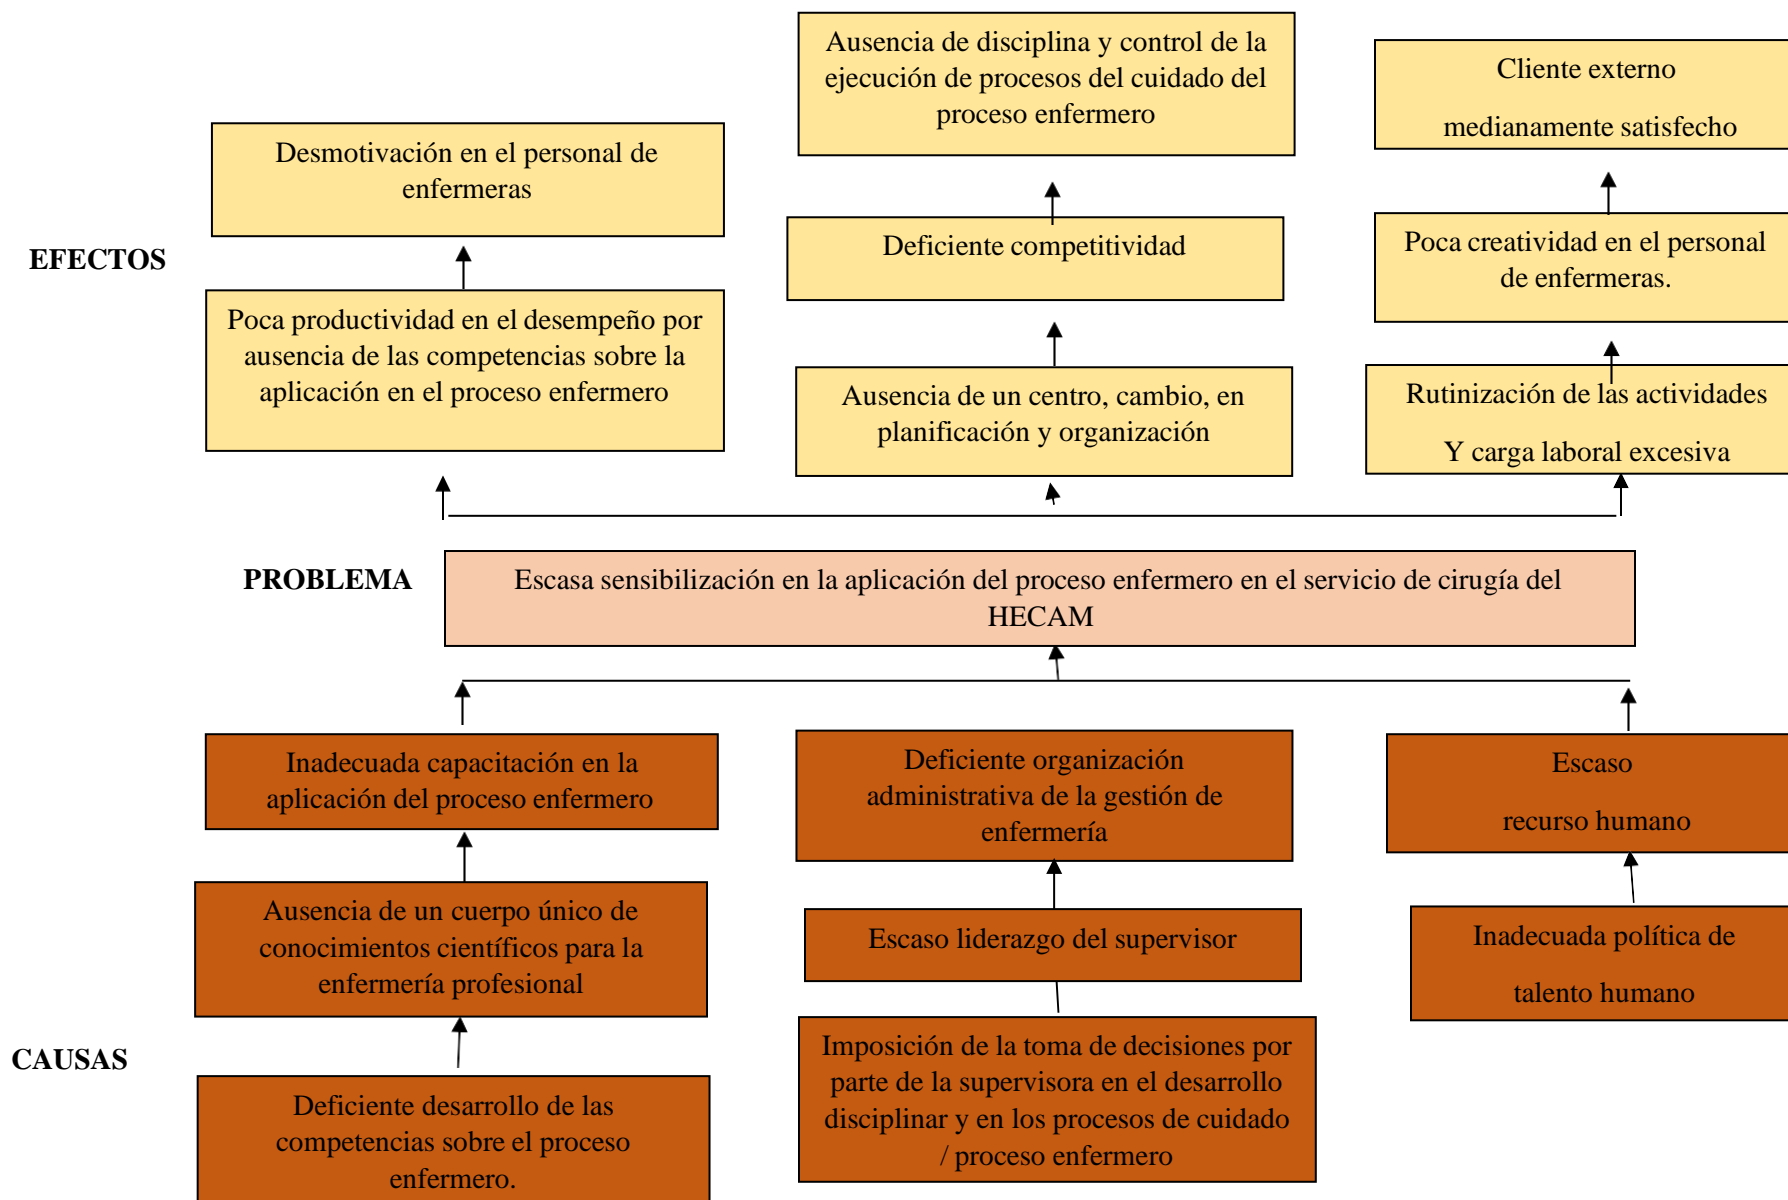 Ausencia de disciplina y control de la
ejecución de procesos del cuidado del
proceso enfermero
Cliente externo
medianamente satisfecho
Desmotivación en el personal de
enfermeras
EFECTOS
Deficiente competitividad
Poca creatividad en el personal
de enfermeras.
Poca productividad en el desempeño por
ausencia de las competencias sobre la
aplicación en el proceso enfermero
Ausencia de un centro, cambio, en
planificación y organización
Rutinización de las actividades
Y carga laboral excesiva
PROBLEMA
Escasa sensibilización en la aplicación del proceso enfermero en el servicio de cirugía del
HECAM
Inadecuada capacitación en la
aplicación del proceso enfermero
Deficiente organización
administrativa de la gestión de
enfermería
Escaso
recurso humano
Ausencia de un cuerpo único de
conocimientos científicos para la
enfermería profesional
Escaso liderazgo del supervisor
Inadecuada política de
talento humano
CAUSAS
Deficiente desarrollo de las
competencias sobre el proceso
enfermero.
Imposición de la toma de decisiones por
parte de la supervisora en el desarrollo
disciplinar y en los procesos de cuidado
/ proceso enfermero